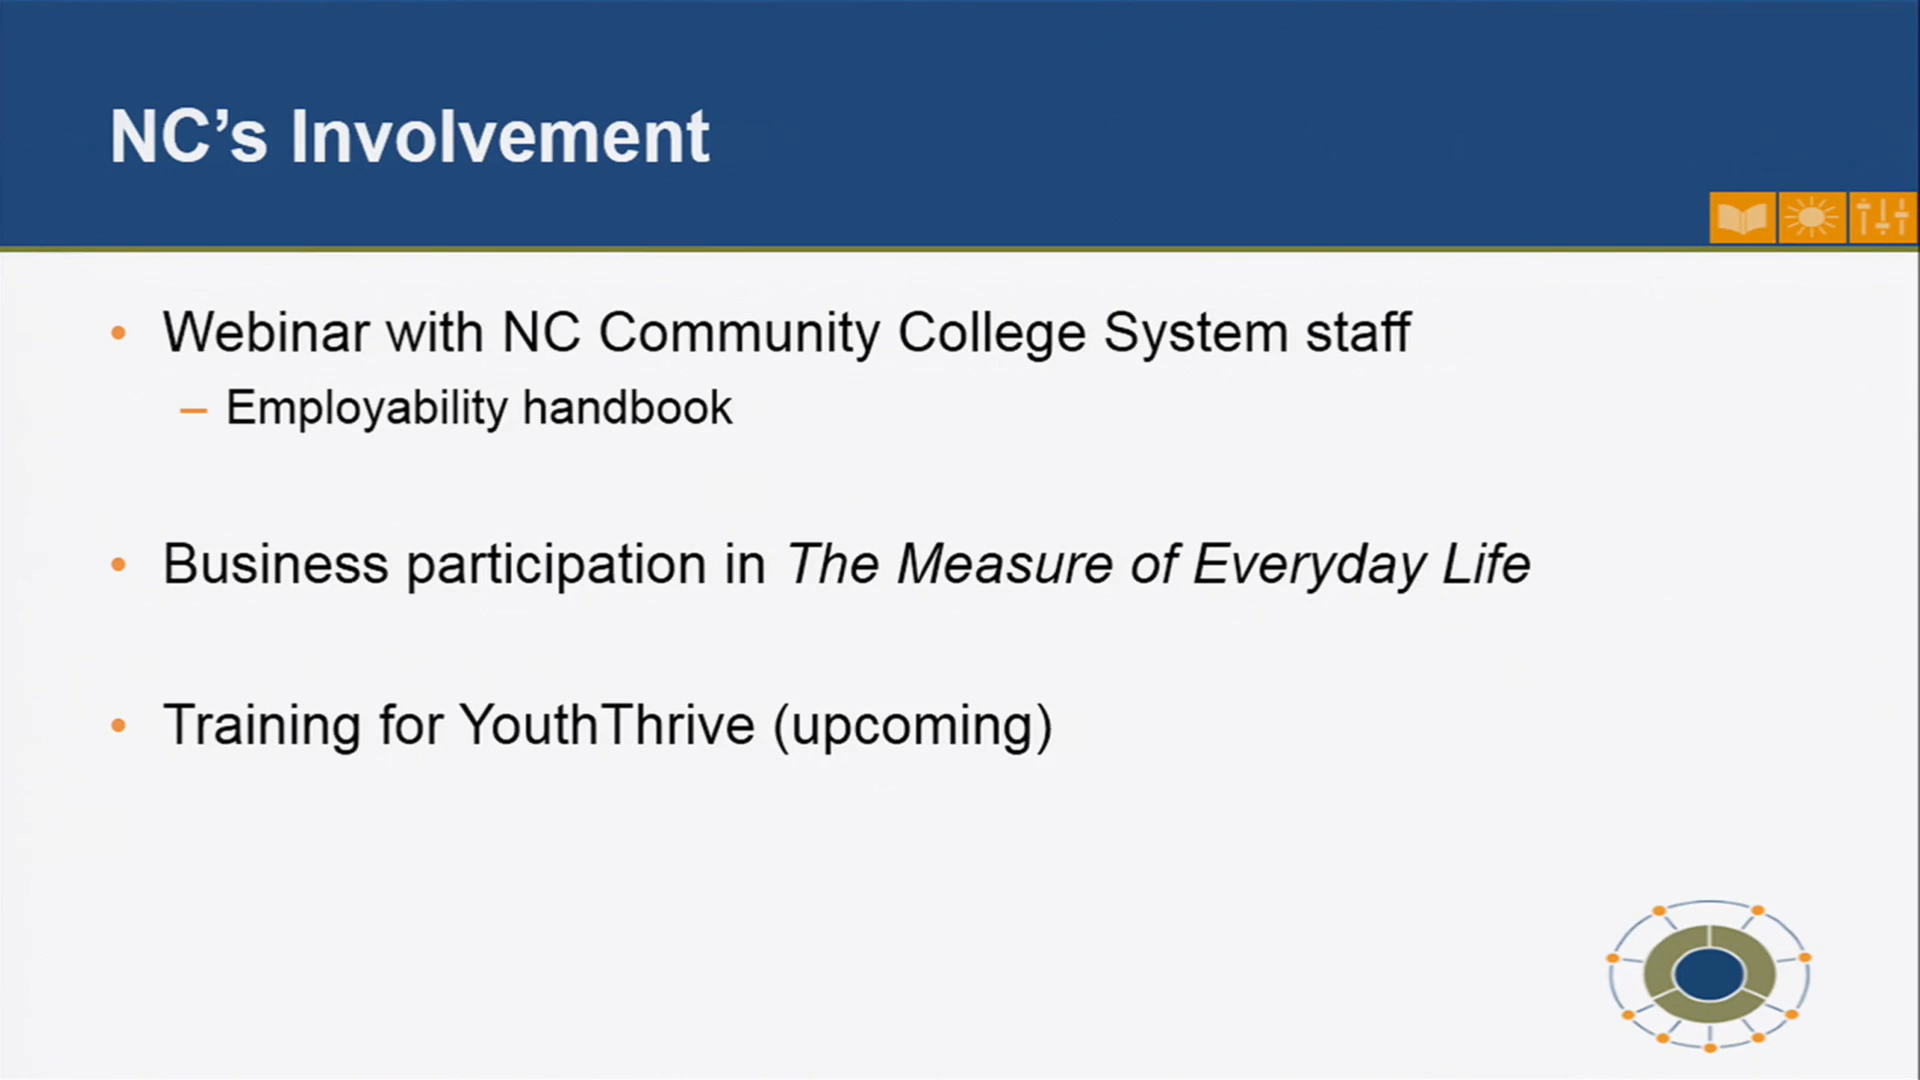 NC’s Involvement
• Webinar with NC Community College System staff
– Employability handbook
• Business participation in The Measure of Everyday Life
• Training for YouthThrive (upcoming)